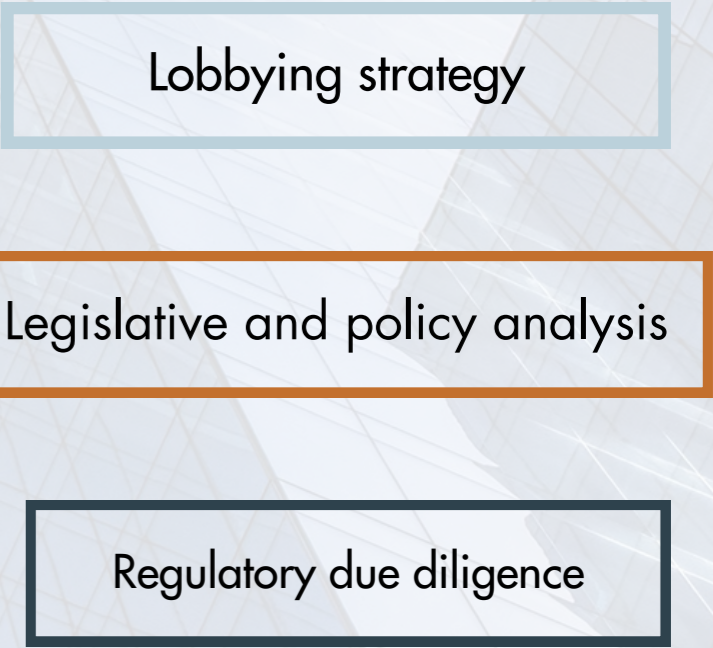 Lobbying strategy
Legislative and policy analysis
Regulatory due diligence